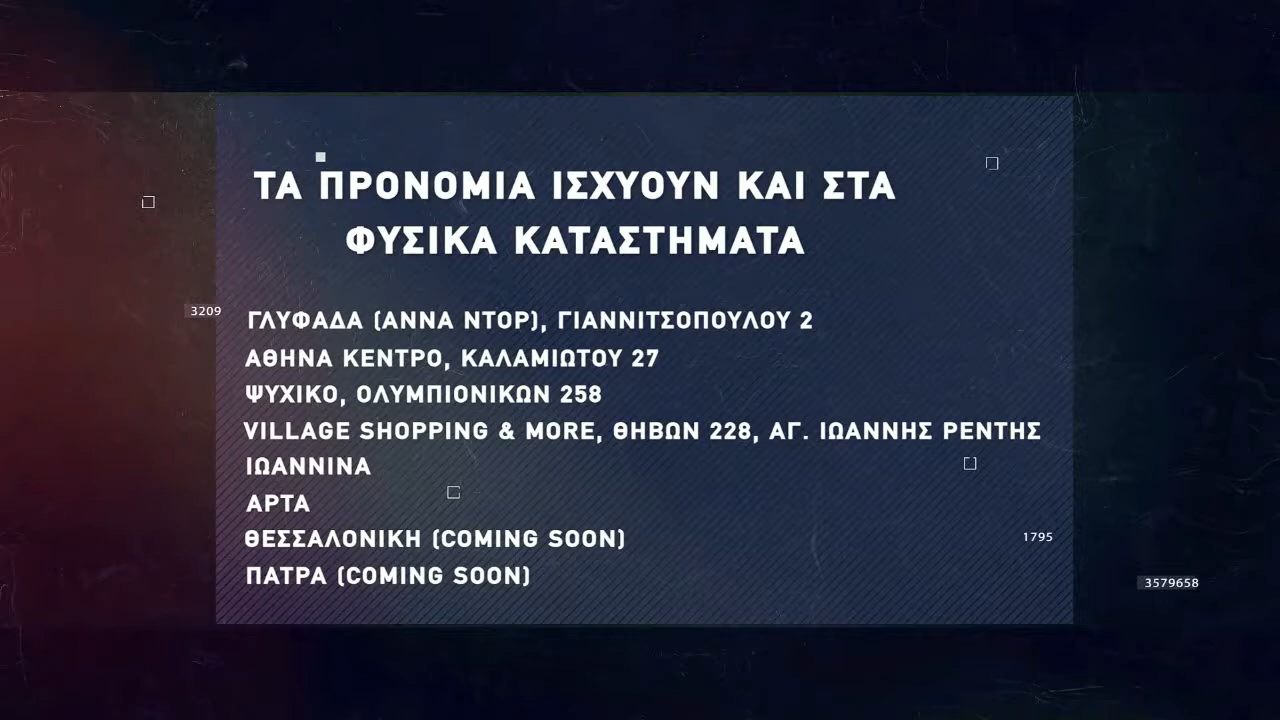 ΤΑ ΠΡΟΝΟΜΙΑ ΙΣΧΥΟΥΝ ΚΑΙ ΣΤΑ
ΦΥΣΙΚΑ ΚΑΤΑΣΤΗΜΑΤΑ
3209
ΓΛΥΦΑΔΑ (ΑΝΝΑ ΝΤΟΡ), ΓΙΑΝΝΙΤΣΟΠΟΥΛΟΥ 2
ΑΘΗΝΑ ΚΕΝΤΡΟ, ΚΑΛΑΜΙΩΤΟΥ 27
ΨΥΧΙΚΟ, ΟΛΥΜΠΙΟΝΙΚΩΝ 258
VILLAGE SHOPPING & MORE, ΘΗΒΩΝ 228, ΑΓ. ΙΩΑΝΝΗΣ ΡΕΝΤΗΣ
ΙΩΑΝΝΙΝΑ
ΑΡΤΑ
ΘΕΣΣΑΛΟΝΙΚΗ (COMING SOON)
1795
ΠΑΤΡΑ (COMING SOON)
3579658